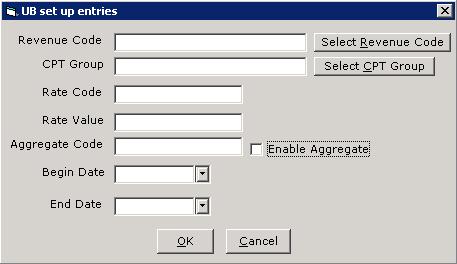 UB set up entries
Revenue Code Select Revenue Code
CPT Group Select CPT Group
Rate Code
Rate Value
Aggregate Code Enable Aggregate
Begin Date
End Date
OK Cancel